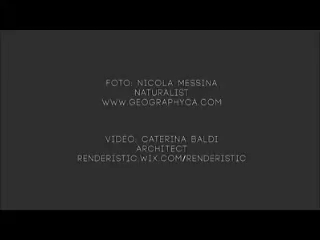 FOTO: NICOLA MESSINA
NATURALIST
WWW.GEOGRAPHYCA.COM
VIDEO: CATERINA BALDI
ARCHITECT
RENDERISTIC.WIX.COM/RENDERISTIC